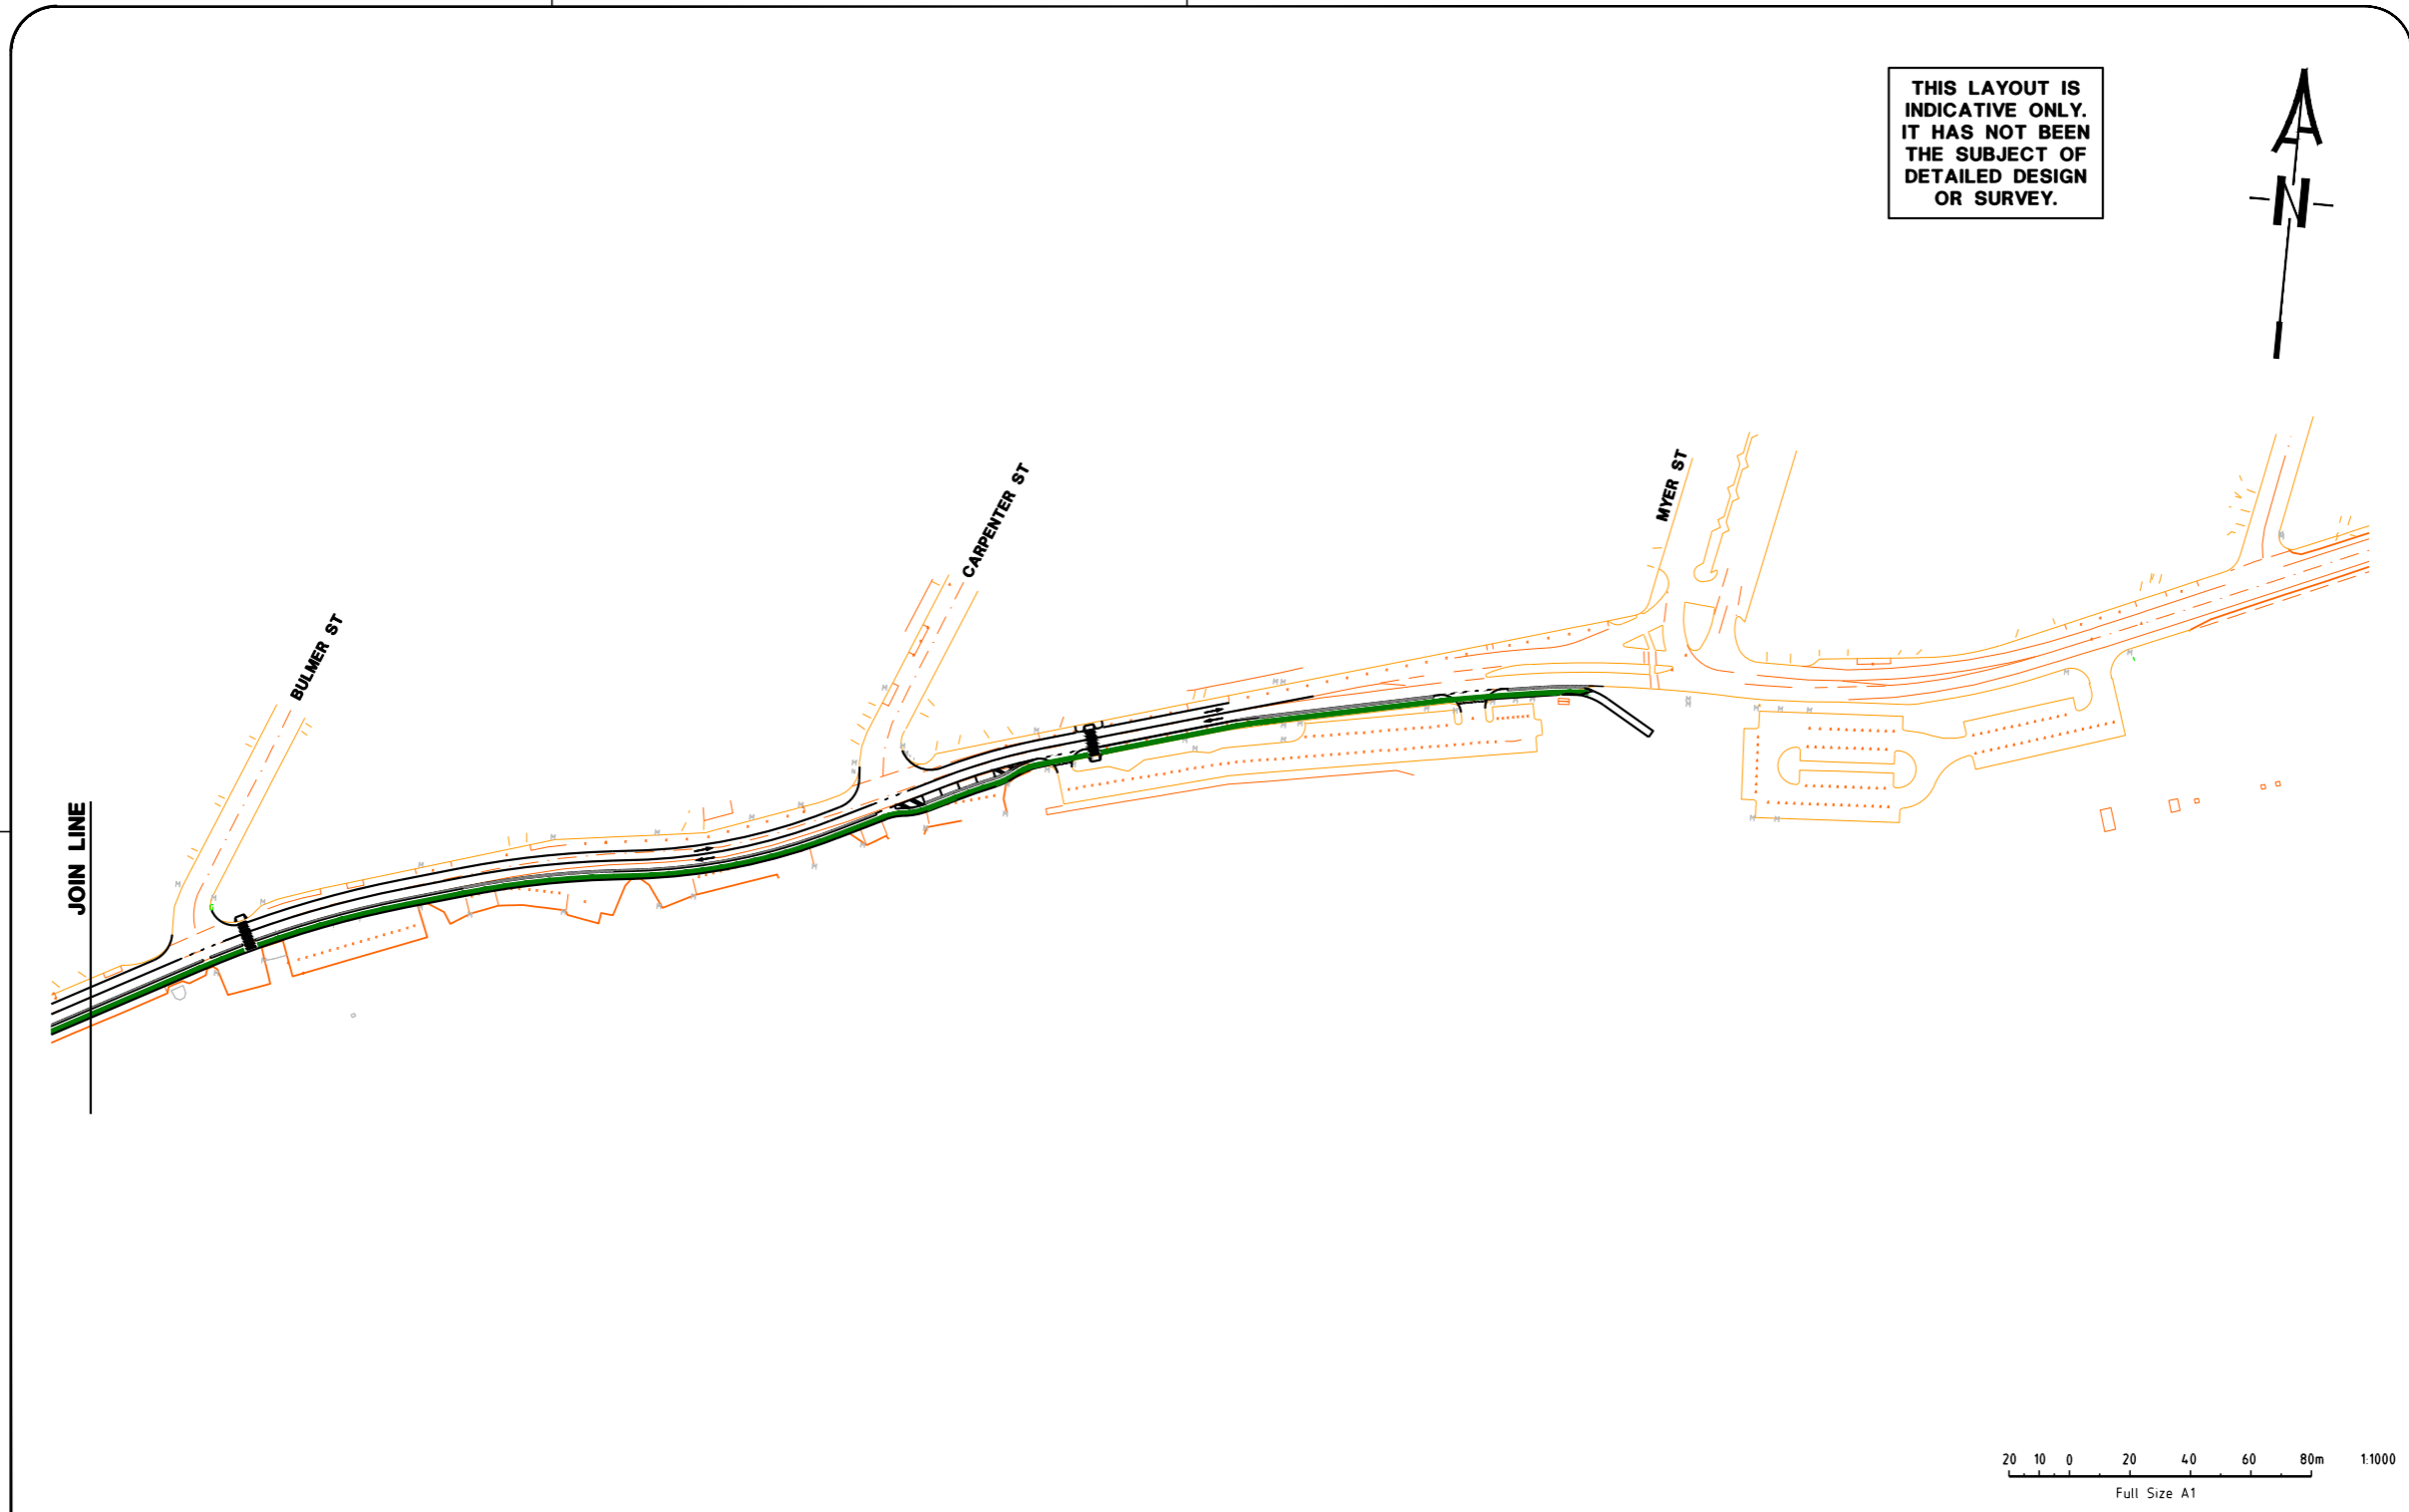 THIS LAYOUT IS
INDICATIVE ONLY.
IT HAS NOT BEEN
THE SUBJECT OF
DETAILED DESIGN
OR SURVEY.
N
MYER ST
CARPENTER ST
BULMER ST
JOIN LINE
20 10 0 20 40 60 80m 1:1000
Full Size A1